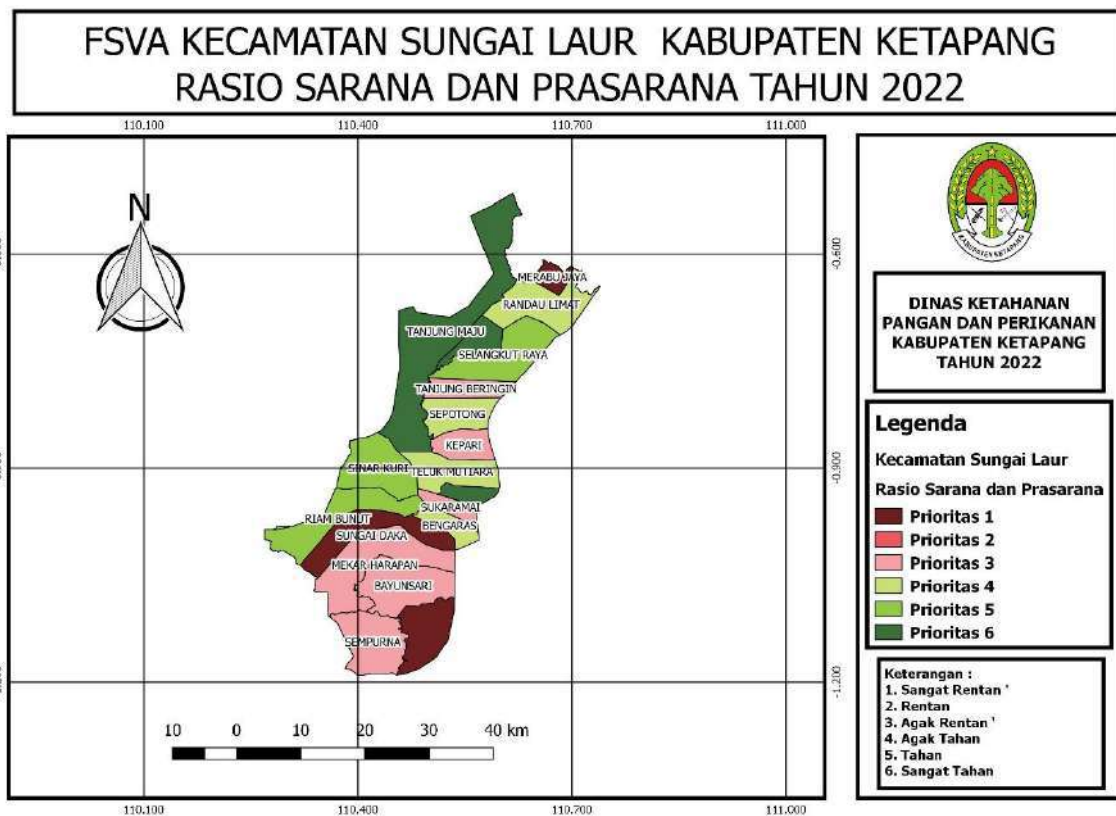 FSVA KECAMATAN SUNGAI LAUR KABUPATEN KETAPANG
RASIO SARANA DAN PRASARANA TAHUN 2022
110.100 110.400 110.700 111.000
N
-0.600
-0.900
-1.200
MERABU JAYA
RANDAU LIMAT
TANJUNG MAJU
SELANGKUT RAYA
TANJUNG BERINGIN
SEPOTONG
KEPARI
SINAR KURI
TELUK MUTIARA
SUKARAMAI
RIAM BUNUT
BENGARAS
SUNGAI DAKA
MEKAR HARAPAN
BAYUNSARI
SEMPURNA
10 0 10 20 30 40 km
110.100 110.400 110.700 111.000
KABUPATEN KETAPANG
DINAS KETAHANAN
PANGAN DAN PERIKANAN
KABUPATEN KETAPANG
TAHUN 2022
Legenda
Kecamatan Sungai Laur
Rasio Sarana dan Prasarana
Prioritas 1
Prioritas 2
Prioritas 3
Prioritas 4
Prioritas 5
Prioritas 6
Keterangan :
1. Sangat Rentan '
2. Rentan
3. Agak Rentan '
4. Agak Tahan
5. Tahan
6. Sangat Tahan